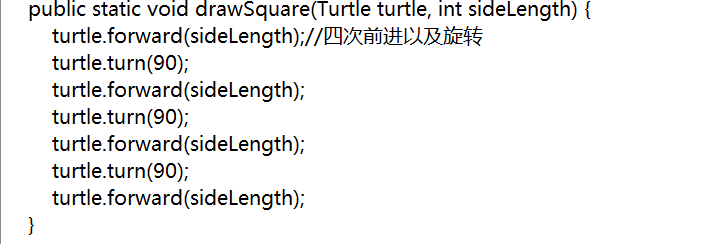 public static void drawSquare(Turtle turtle, int sideLength) {
turtle.forward(sideLength);//四次前进以及旋转
turtle.turn(90);
turtle.forward(sideLength);
turtle.turn(90);
turtle.forward(sideLength);
turtle.turn(90);
turtle.forward(sideLength);
}